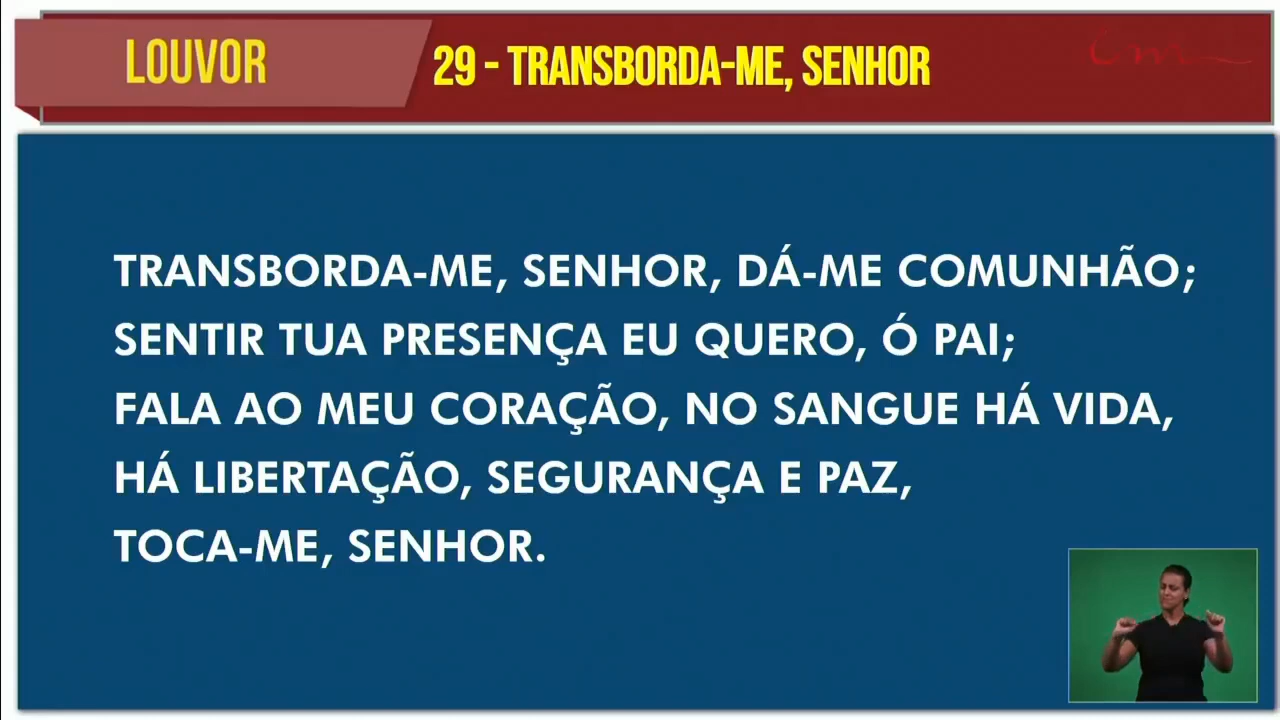 LOUVOR
29 - TRANSBORDA-ME, SENHOR
TRANSBORDA-ME, SENHOR, DÁ-ME COMUNHÃO;
SENTIR TUA PRESENÇA EU QUERO, Ó PAI;
FALA AO MEU CORAÇÃO, NO SANGUE HÁ VIDA,
HÁ LIBERTAÇÃO, SEGURANÇA E PAZ,
TOCA-ME, SENHOR.